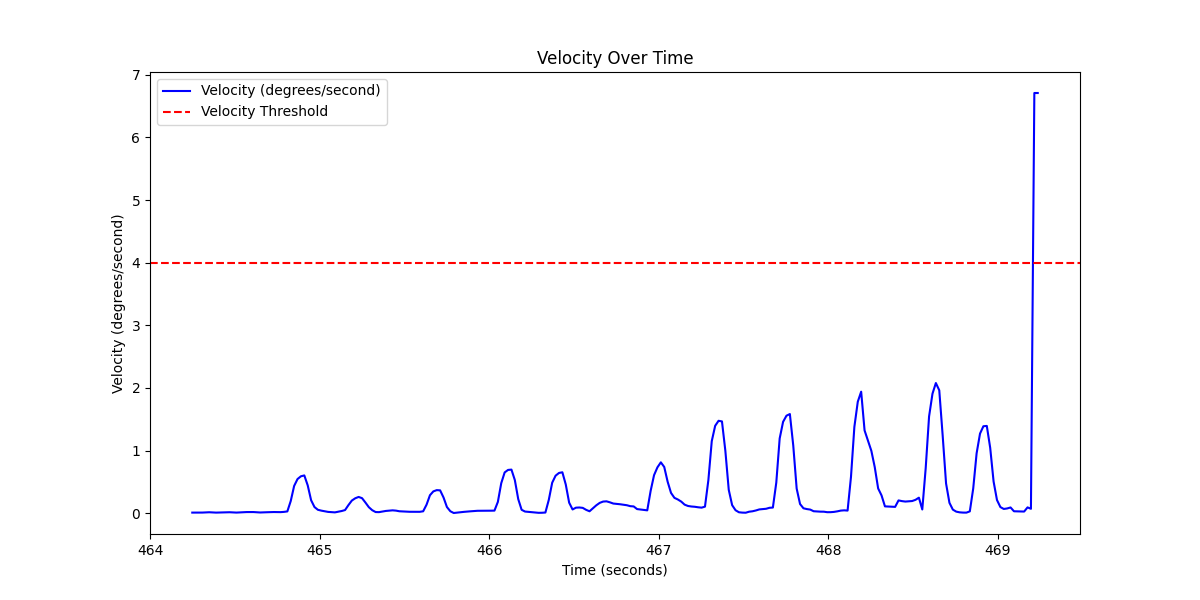 Velocity Over Time
Velocity (degrees/second)
Velocity Threshold
Velocity (degrees/second)
7
6
5
4
3
2
1
0
464
465
466
467
468
469
Time (seconds)